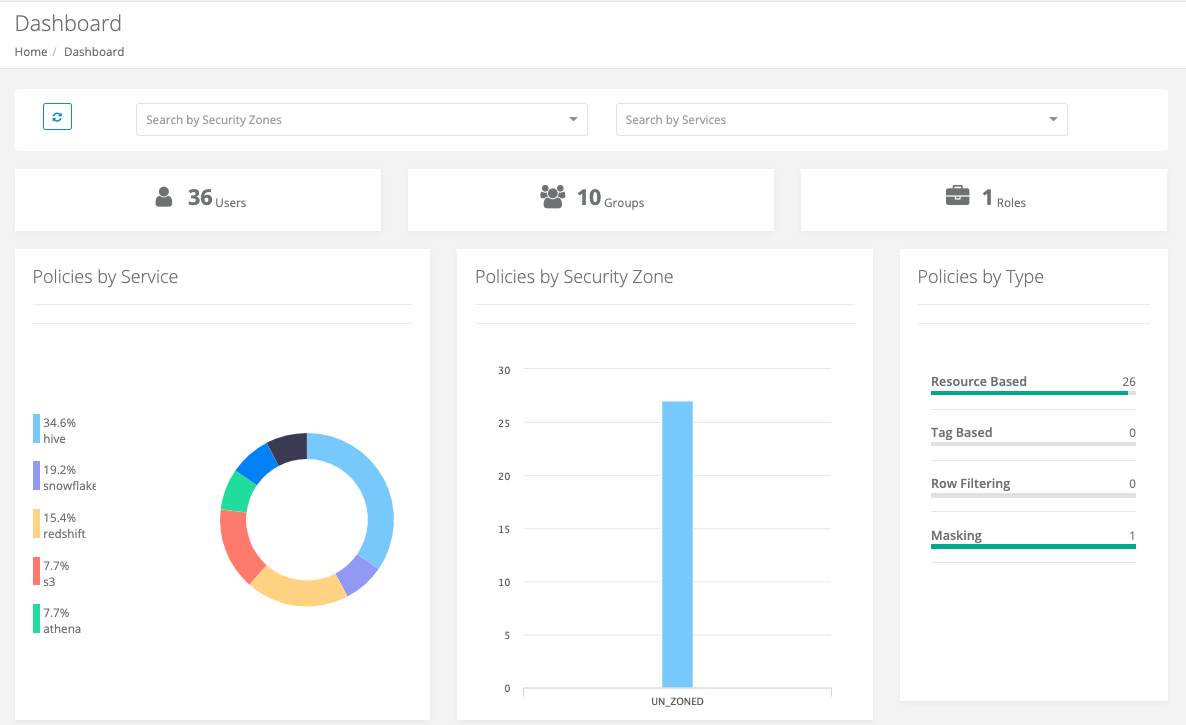 Dashboard
Home / Dashboard
Search by Security Zones
Search by Services
36 Users
10 Groups
1 Roles
Policies by Service
34.6%
hive
19.2%
snowflake
15.4%
redshift
7.7%
s3
7.7%
athena
Policies by Security Zone
30
25
20
15
10
5
0
UN_ZONED
Policies by Type
Resource Based 26
Tag Based 0
Row Filtering 0
Masking 1